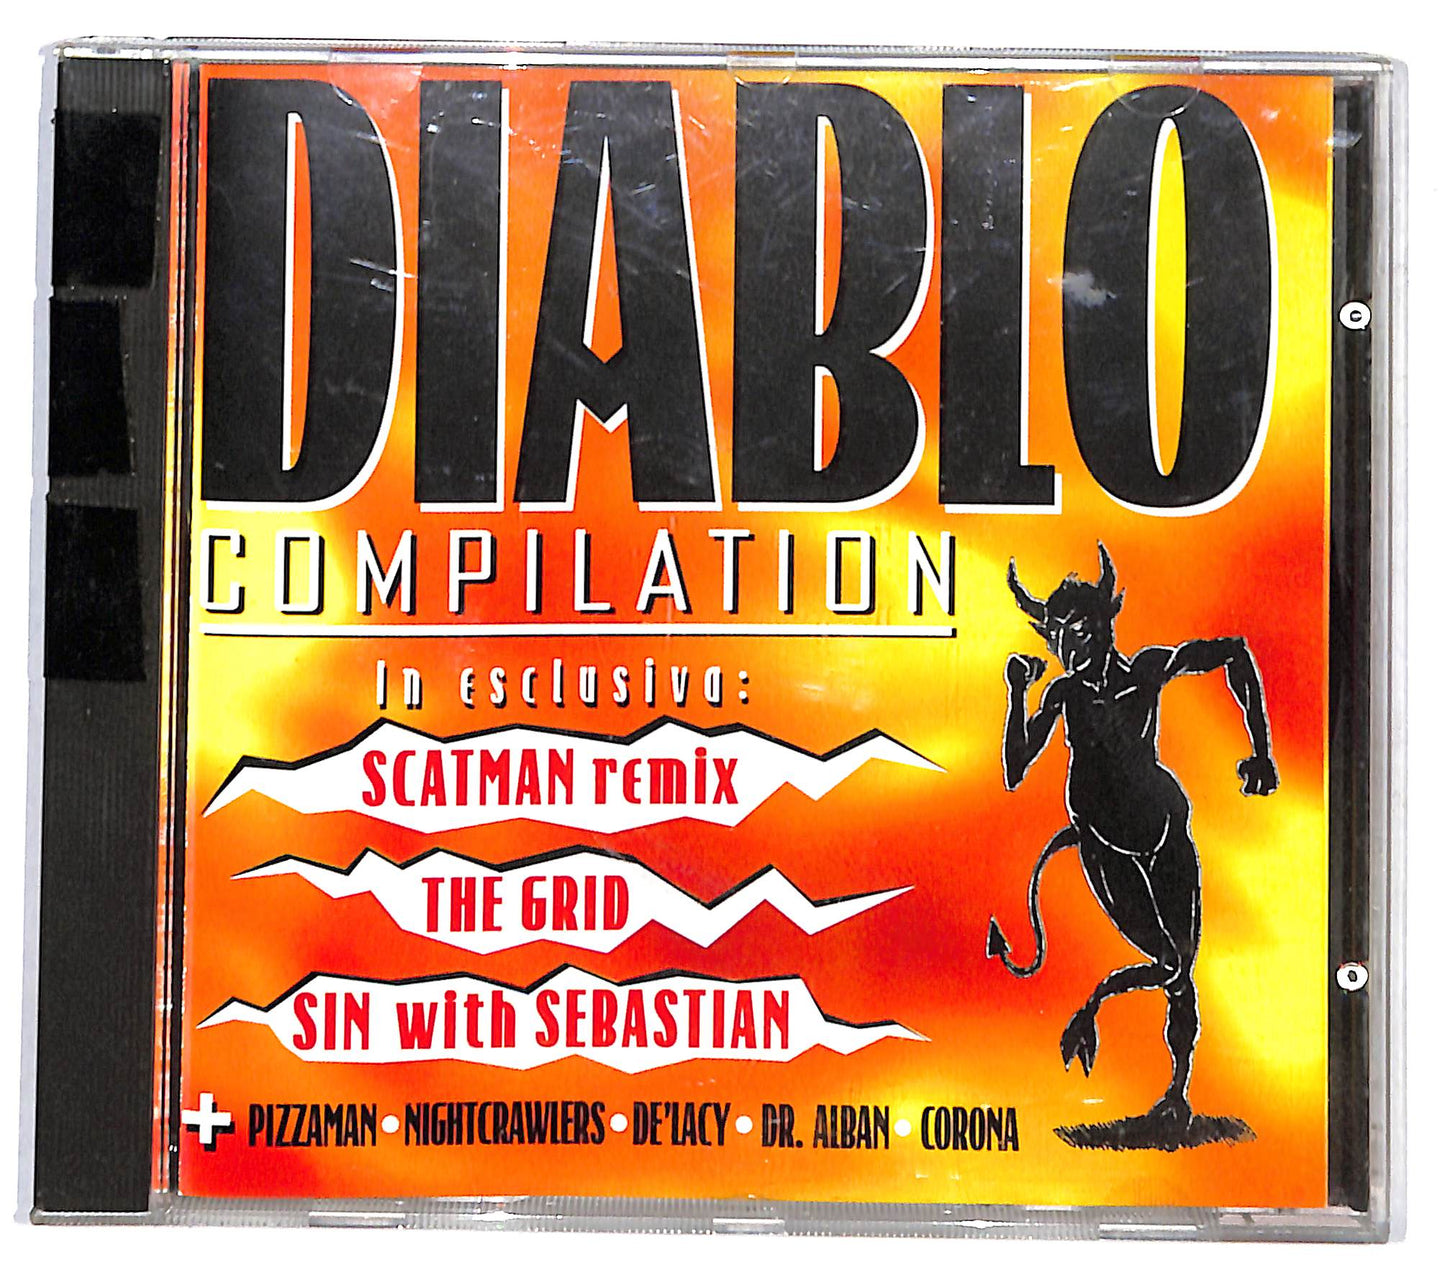 DIABLO
COMPILATION
In esclusiva:
SCATMAN remix
THE GRID
SIN with SEBASTIAN
+ PIZZAMAN • NIGHTCRAWLERS • DE'LACY • DR. ALBAN • CORONA